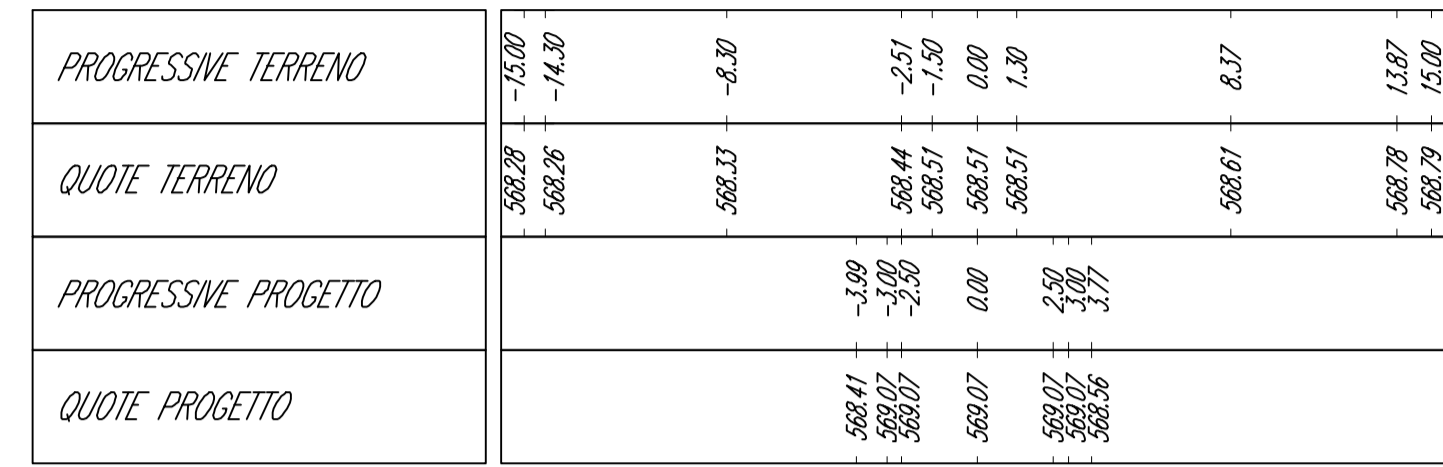 PROGRESSIVE TERRENO -15.00 -14.30 -8.30 -2.51 -1.50 0.00 1.30 8.37 13.87 15.00
QUOTE TERRENO 568.28 568.26 568.33 568.44 568.51 568.51 568.51 568.61 568.78 568.79
PROGRESSIVE PROGETTO -3.99 -3.00 -2.50 0.00 2.50 3.00 3.77
QUOTE PROGETTO 568.41 569.07 569.07 569.07 569.07 569.07 568.56